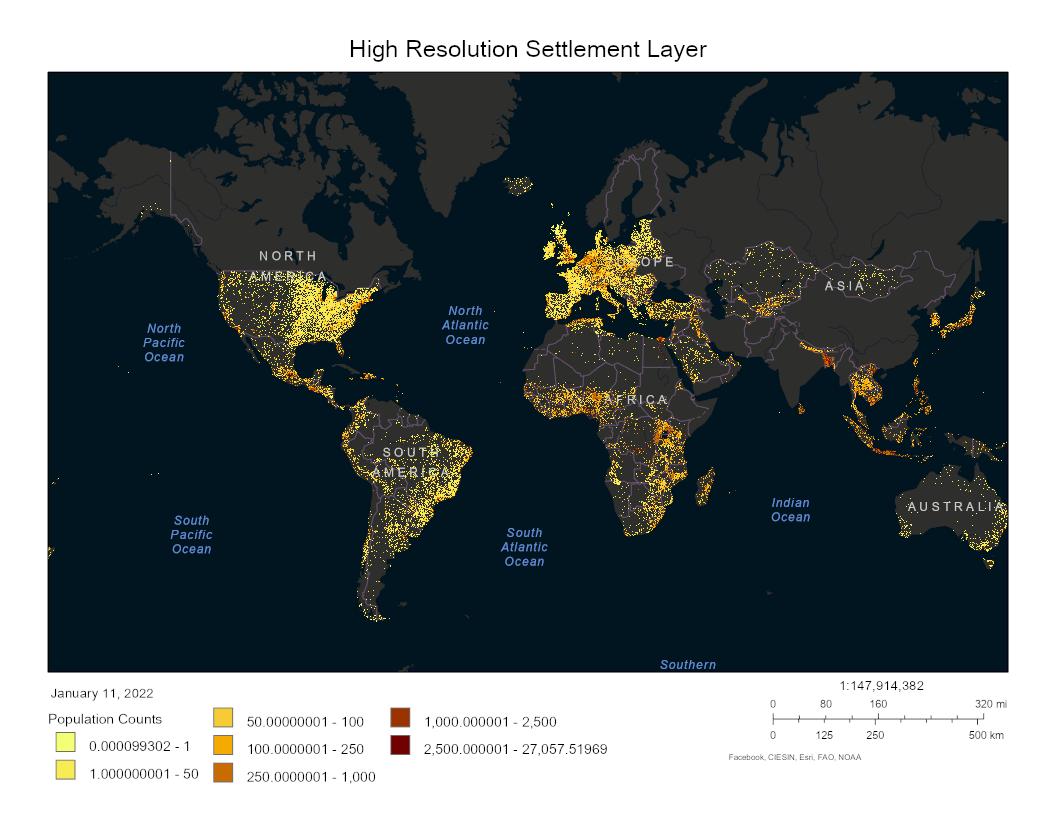 High Resolution Settlement Layer
NORTH
AMERICA
EUROPE
ASIA
North
Pacific
Ocean
North
Atlantic
Ocean
AFRICA
SOUTH
AMERICA
South
Pacific
Ocean
South
Atlantic
Ocean
Indian
Ocean
AUSTRALIA
Southern
January 11, 2022
Population Counts
0.000099302 - 1
1.000000001 - 50
50.00000001 - 100
100.0000001 - 250
250.0000001 - 1,000
1,000.000001 - 2,500
2,500.000001 - 27,057.51969
1:147,914,382
0 80 160 320 mi
0 125 250 500 km
Facebook, CIESIN, Esri, FAO, NOAA